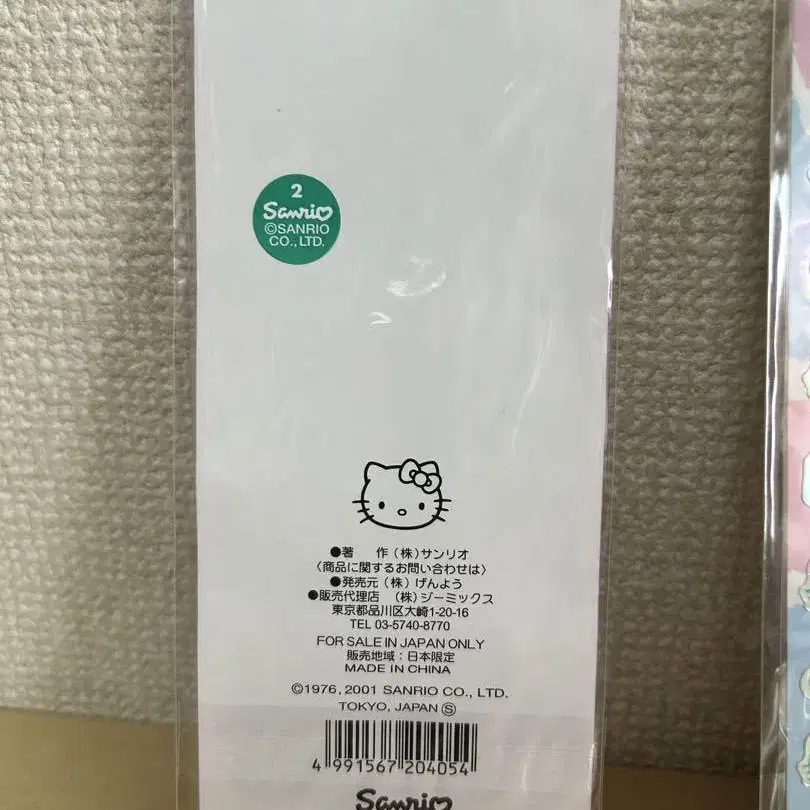 2
Sanrio
©SANRIO
CO.,LTD.
●著　作（株）サンリオ
〈商品に関するお問い合わせは〉
●発売元（株）げんよう
●販売代理店　（株）ジーミックス
東京都品川区大崎1-20-16
TEL 03-5740-8770
FOR SALE IN JAPAN ONLY
販売地域：日本限定
MADE IN CHINA
©1976, 2001 SANRIO CO., LTD.
TOKYO, JAPAN Ⓢ
4 991567 204054
Sanrio